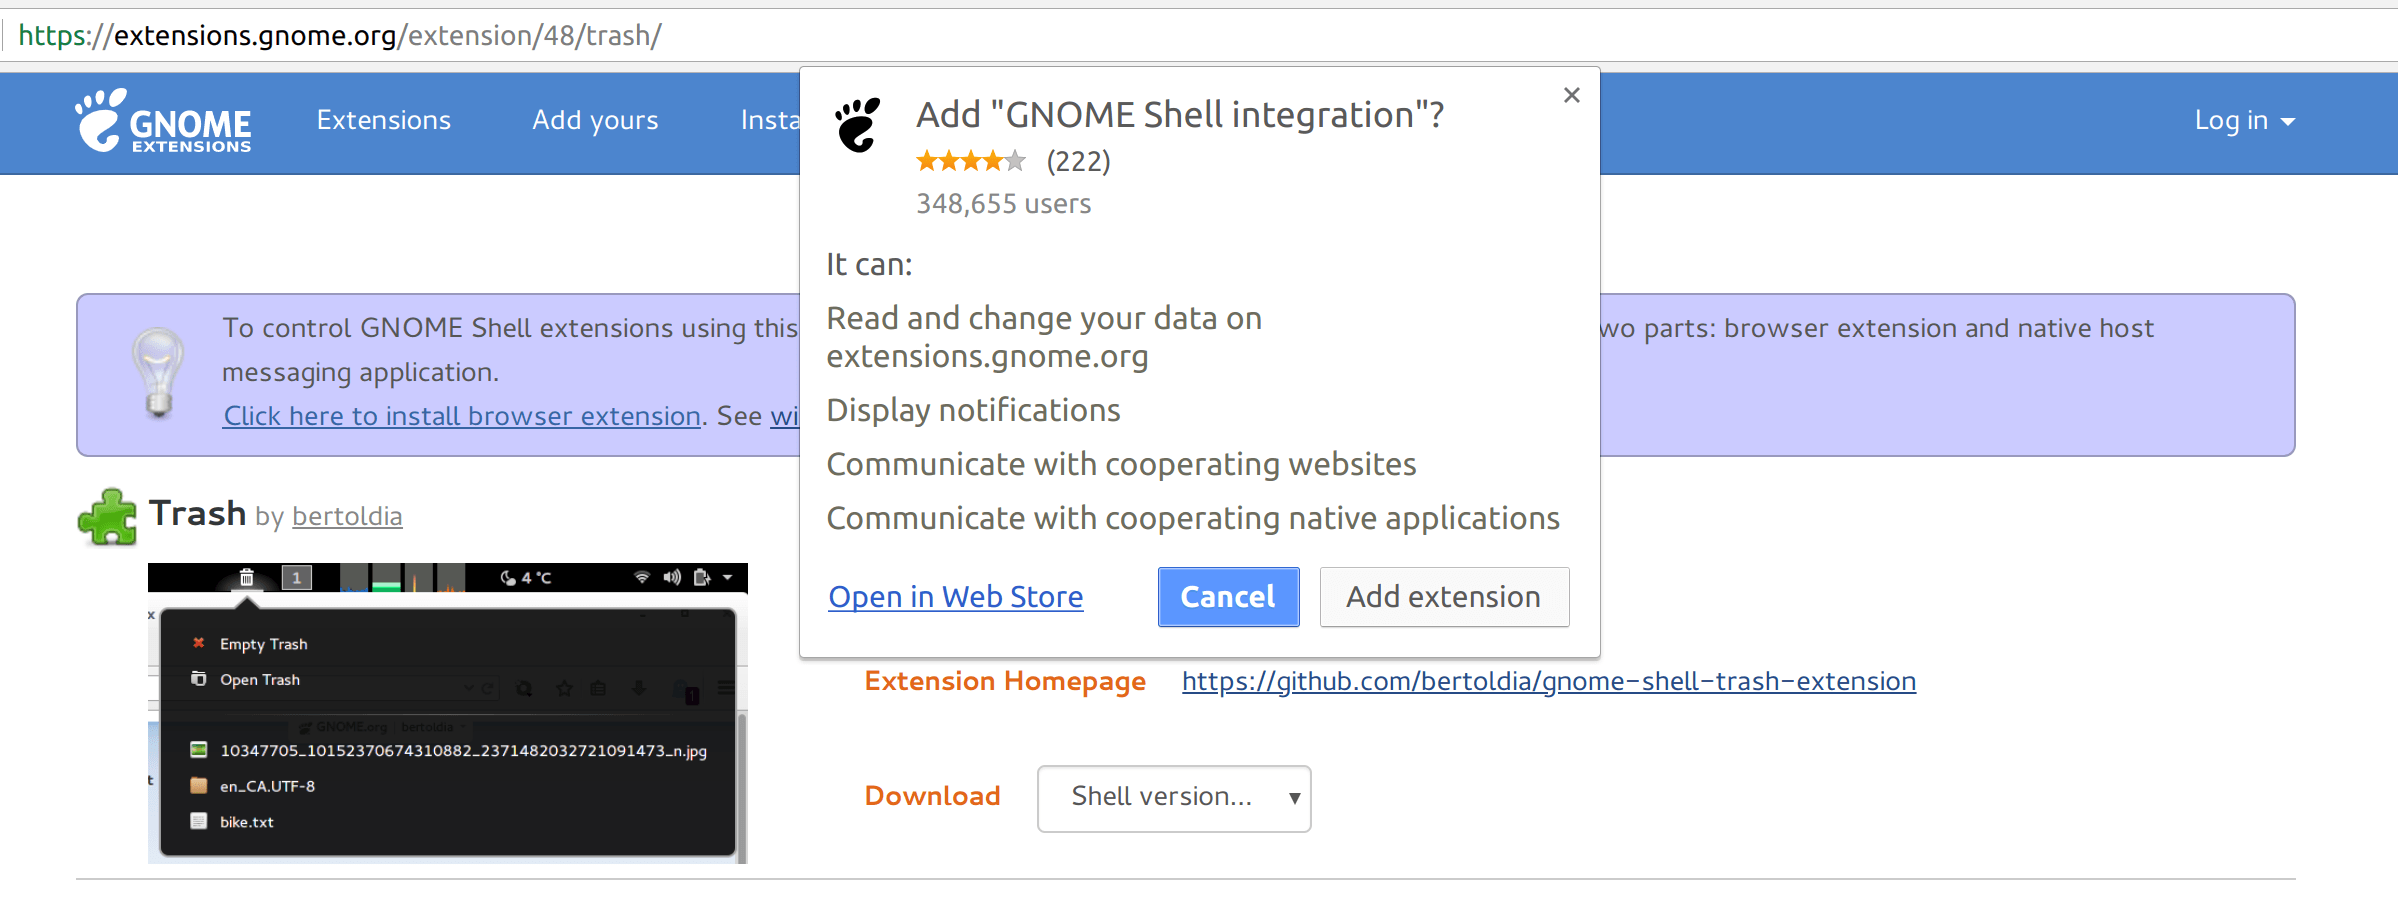 https://extensions.gnome.org/extension/48/trash/
GNOME
EXTENSIONS
Extensions
Add yours
Insta
Log in
Add "GNOME Shell integration"?
(222)
348,655 users
It can:
Read and change your data on
extensions.gnome.org
Display notifications
Communicate with cooperating websites
Communicate with cooperating native applications
Open in Web Store
Cancel
Add extension
To control GNOME Shell extensions using this
wo parts: browser extension and native host
messaging application.
Click here to install browser extension. See wi
Trash by bertoldia
1
4 °C
Empty Trash
Open Trash
1
GNOME.org
bertoldia
10347705_10152370674310882_2371482032721091473_n.jpg
en_CA.UTF-8
bike.txt
Extension Homepage
https://github.com/bertoldia/gnome-shell-trash-extension
Download
Shell version...